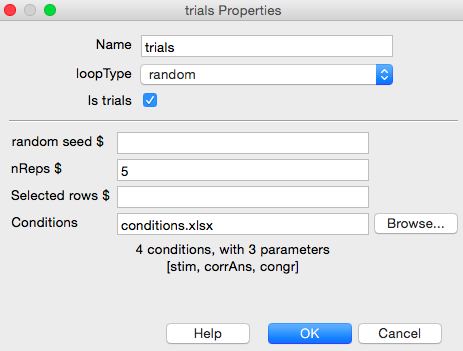 trials Properties
Name trials
loopType random
Is trials
random seed $
nReps $ 5
Selected rows $
Conditions conditions.xlsx Browse...
4 conditions, with 3 parameters
[stim, corrAns, congr]
Help OK Cancel